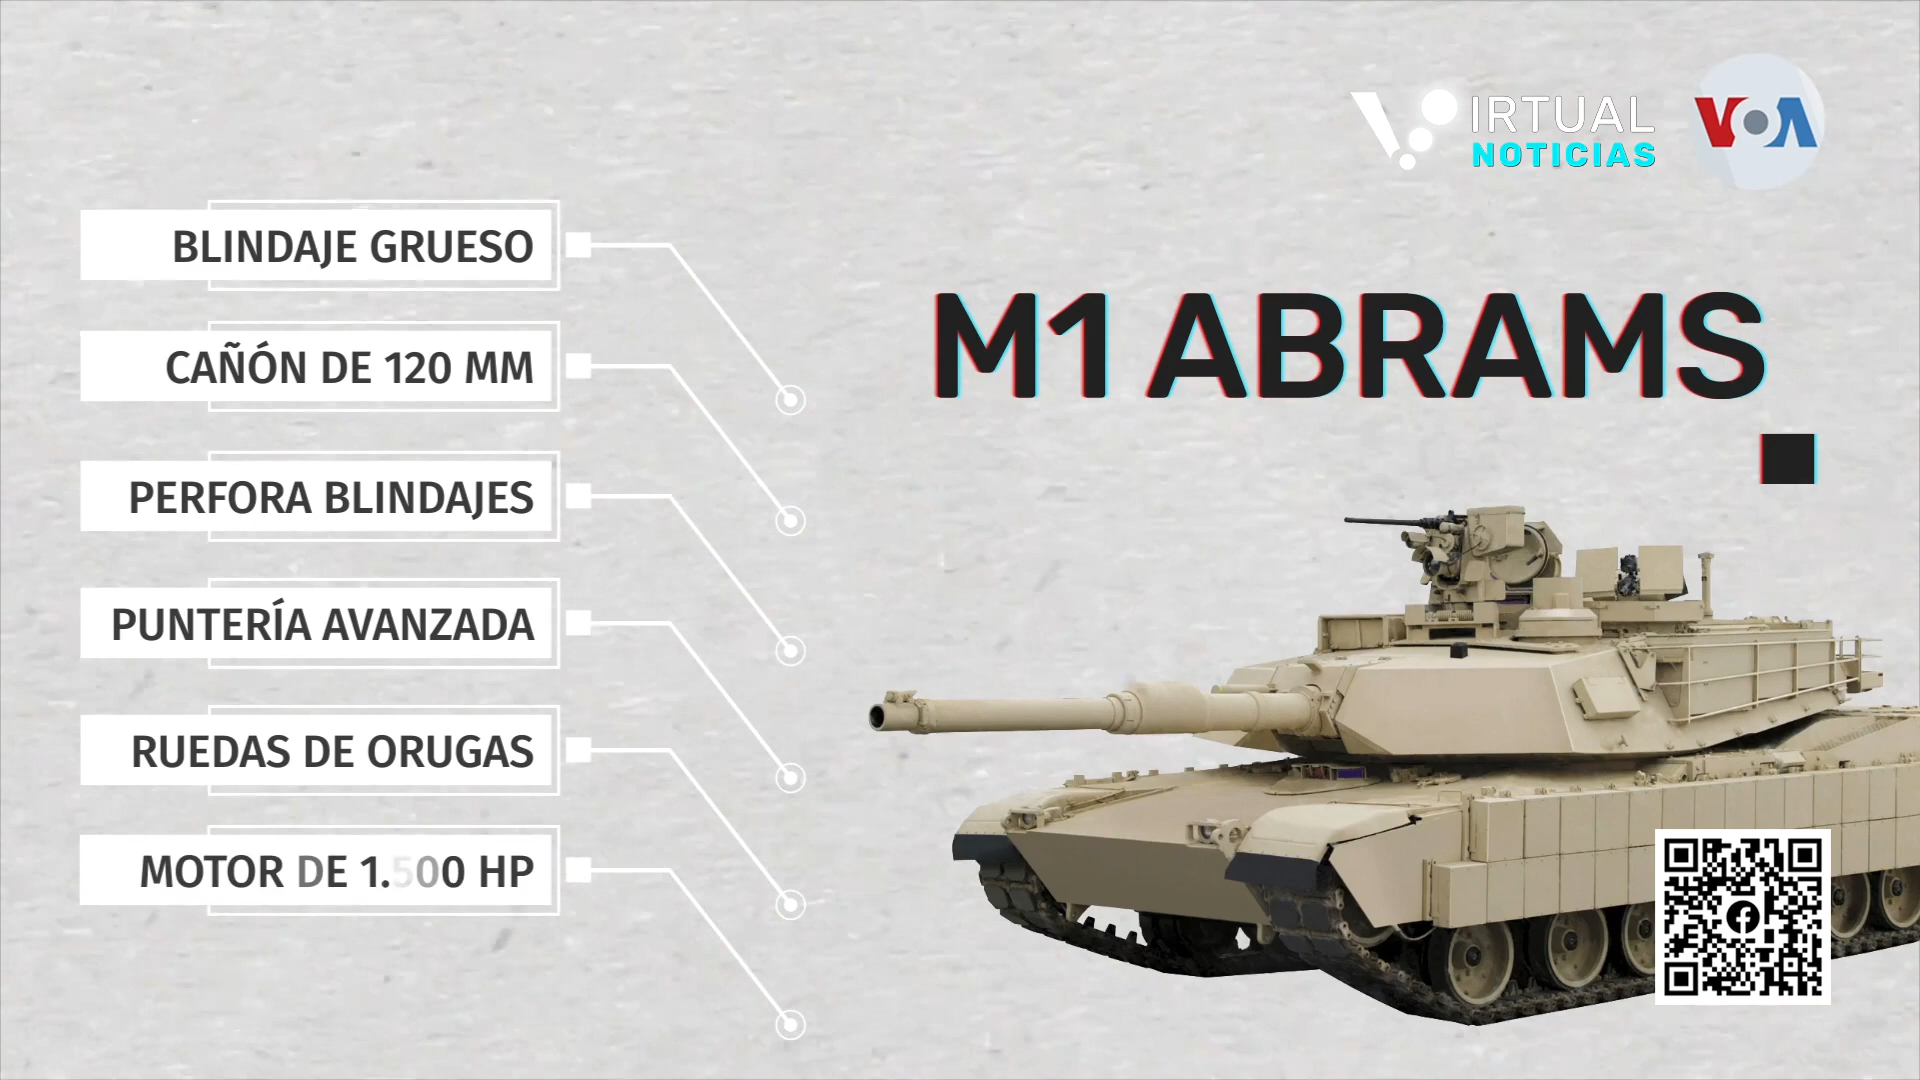 VIRTUAL
NOTICIAS
VOA
BLINDAJE GRUESO
CAÑÓN DE 120 MM
PERFORA BLINDAJES
PUNTERÍA AVANZADA
RUEDAS DE ORUGAS
MOTOR DE 1.500 HP
M1 ABRAMS